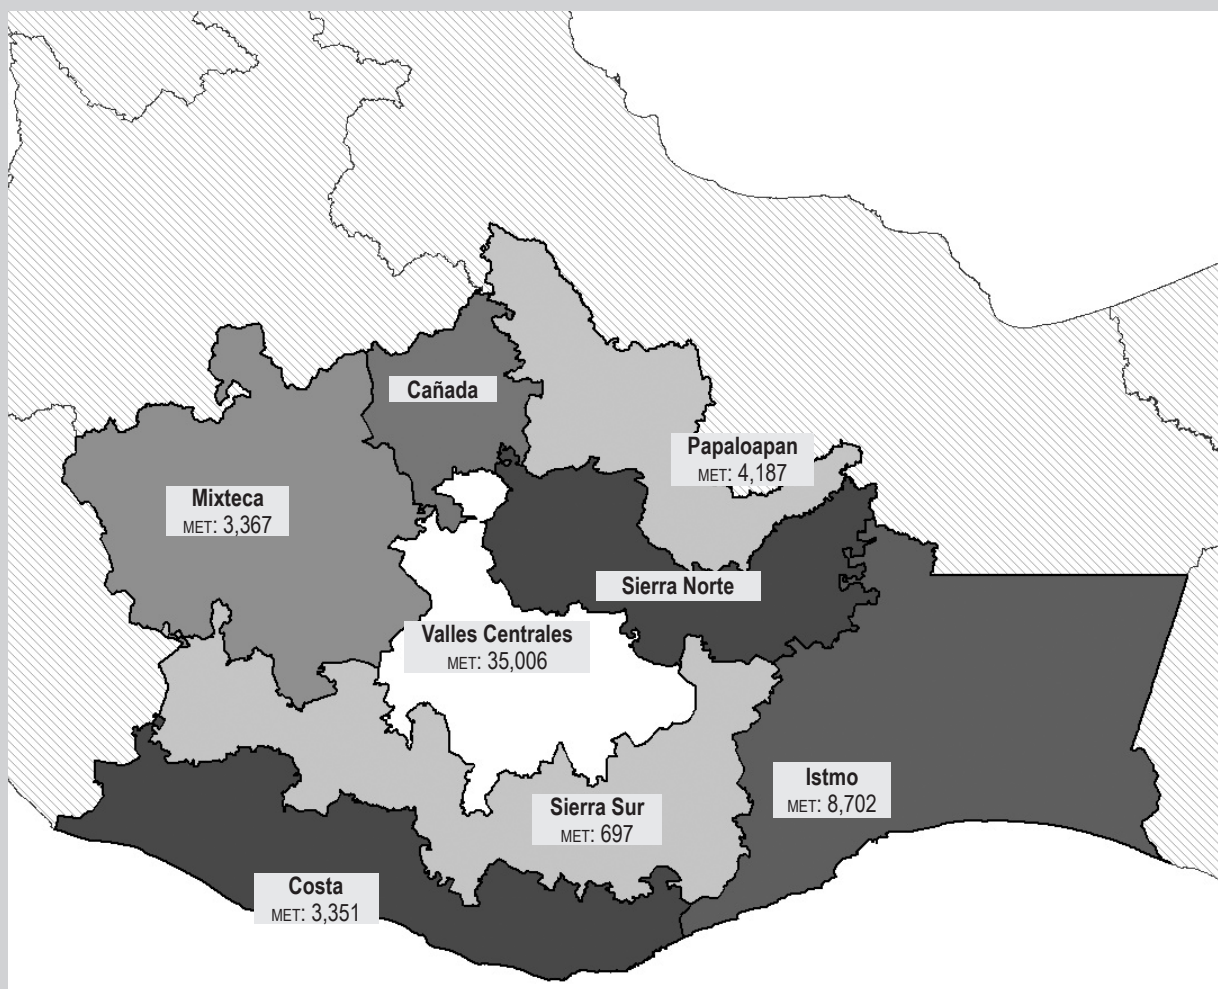 Cañada
Papaloapan
MET: 4,187
Mixteca
MET: 3,367
Sierra Norte
Valles Centrales
MET: 35,006
Istmo
MET: 8,702
Sierra Sur
MET: 697
Costa
MET: 3,351